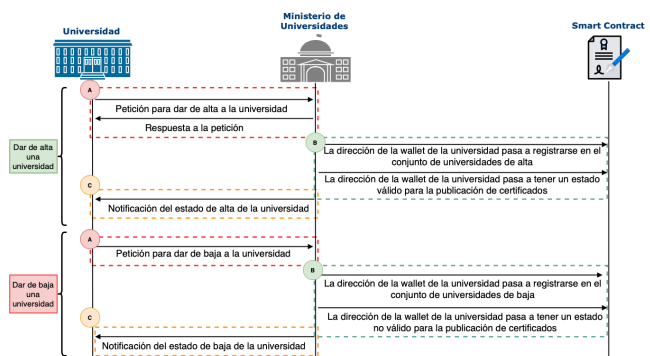 Universidad
Ministerio de
Universidades
Smart Contract
A
Petición para dar de alta a la universidad
Respuesta a la petición
Dar de alta
una
universidad
B
La dirección de la wallet de la universidad pasa a registrarse en el
conjunto de universidades de alta
La dirección de la wallet de la universidad pasa a tener un estado
válido para la publicación de certificados
C
Notificación del estado de alta de la universidad
A
Petición para dar de baja a la universidad
B
Dar de baja
una
universidad
La dirección de la wallet de la universidad pasa a registrarse en el
conjunto de universidades de baja
C
La dirección de la wallet de la universidad pasa a tener un estado
no válido para la publicación de certificados
Notificación del estado de baja de la universidad